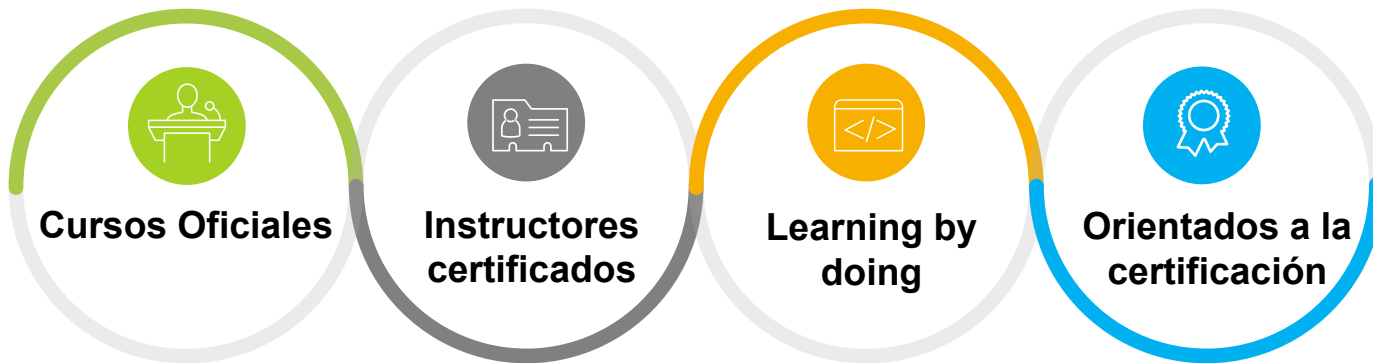 Cursos Oficiales
Instructores
certificados
</>
Learning by
doing
Orientados a la
certificación